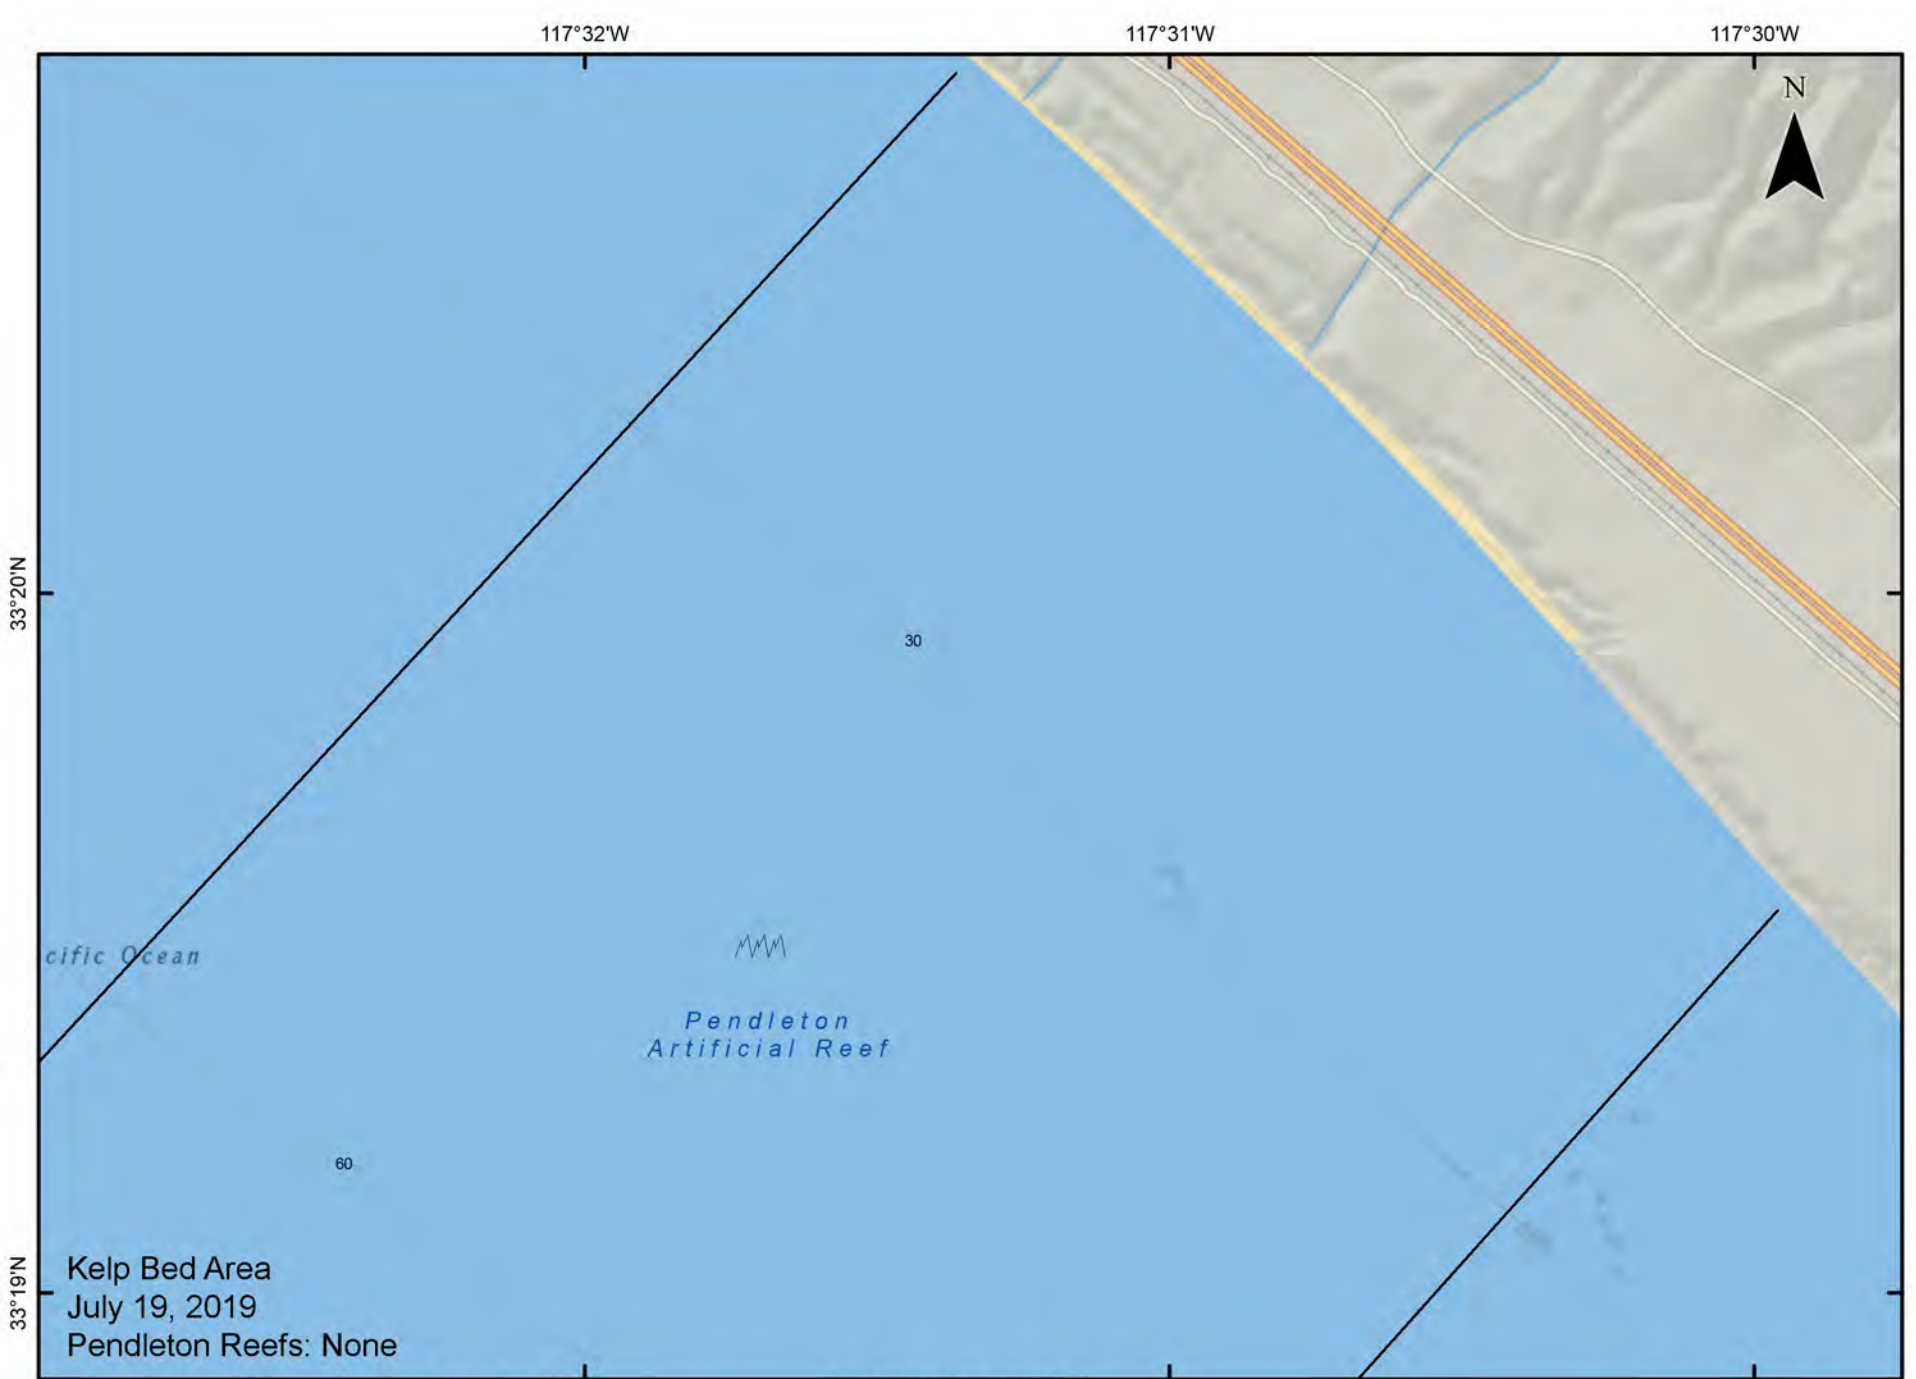 117°32'W
117°31'W
117°30'W
N
33°20'N
30
cific Ocean
Pendleton
Artificial Reef
60
33°19'N
Kelp Bed Area
July 19, 2019
Pendleton Reefs: None